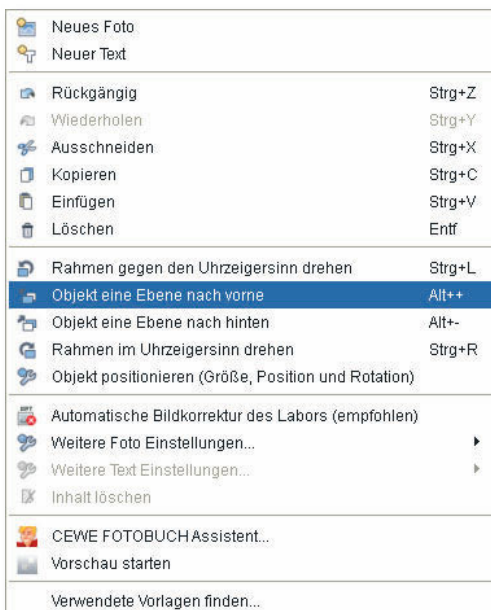 Neues Foto
Neuer Text
Rückgängig Strg+Z
Wiederholen Strg+Y
Ausschneiden Strg+X
Kopieren Strg+C
Einfügen Strg+V
Löschen Entf
Rahmen gegen den Uhrzeigersinn drehen Strg+L
Objekt eine Ebene nach vorne Alt++
Objekt eine Ebene nach hinten Alt+-
Rahmen im Uhrzeigersinn drehen Strg+R
Objekt positionieren (Größe, Position und Rotation)
Automatische Bildkorrektur des Labors (empfohlen)
Weitere Foto Einstellungen...
Weitere Text Einstellungen...
Inhalt löschen
CEWE FOTOBUCH Assistent...
Vorschau starten
Verwendete Vorlagen finden...